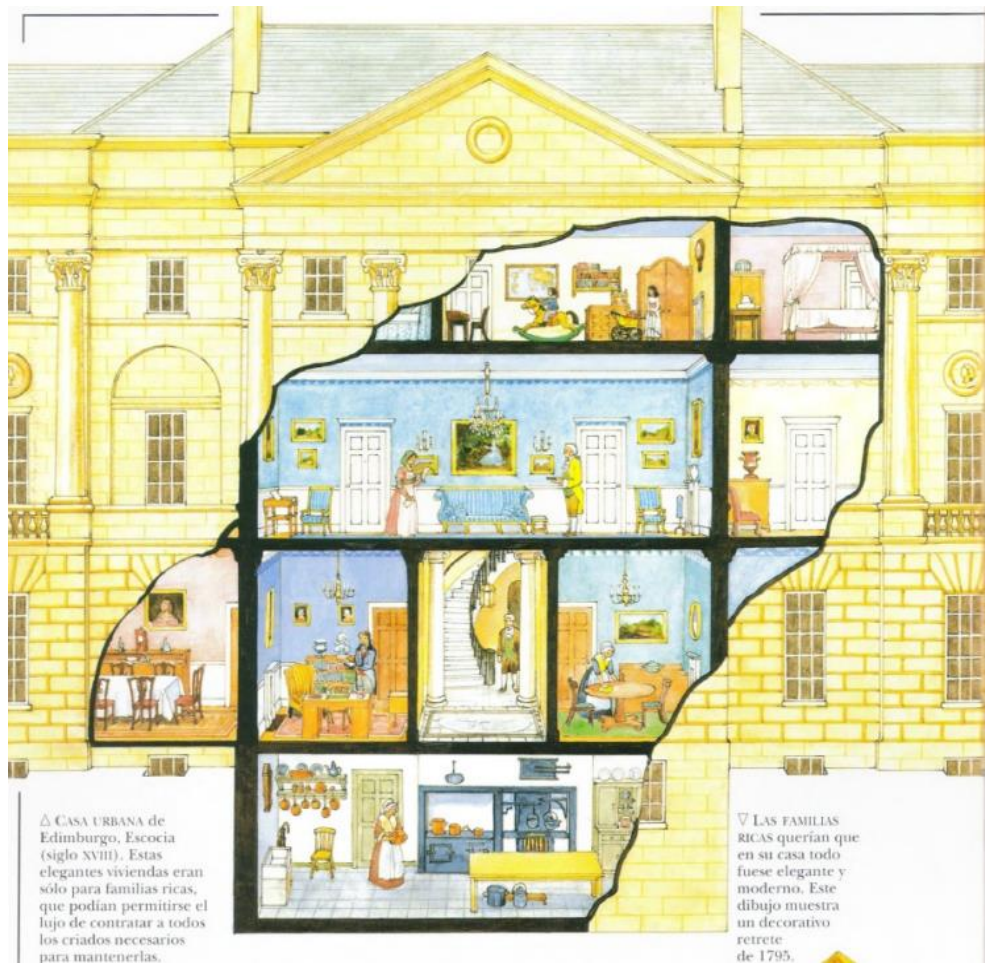 △ CASA URBANA de
Edimburgo, Escocia
(siglo XVIII). Estas
elegantes viviendas eran
sólo para familias ricas,
que podían permitirse el
lujo de contratar a todos
los criados necesarios
para mantenerlas.
▽ LAS FAMILIAS
RICAS querían que
en su casa todo
fuese elegante y
moderno. Este
dibujo muestra
un decorativo
retrete
de 1795.